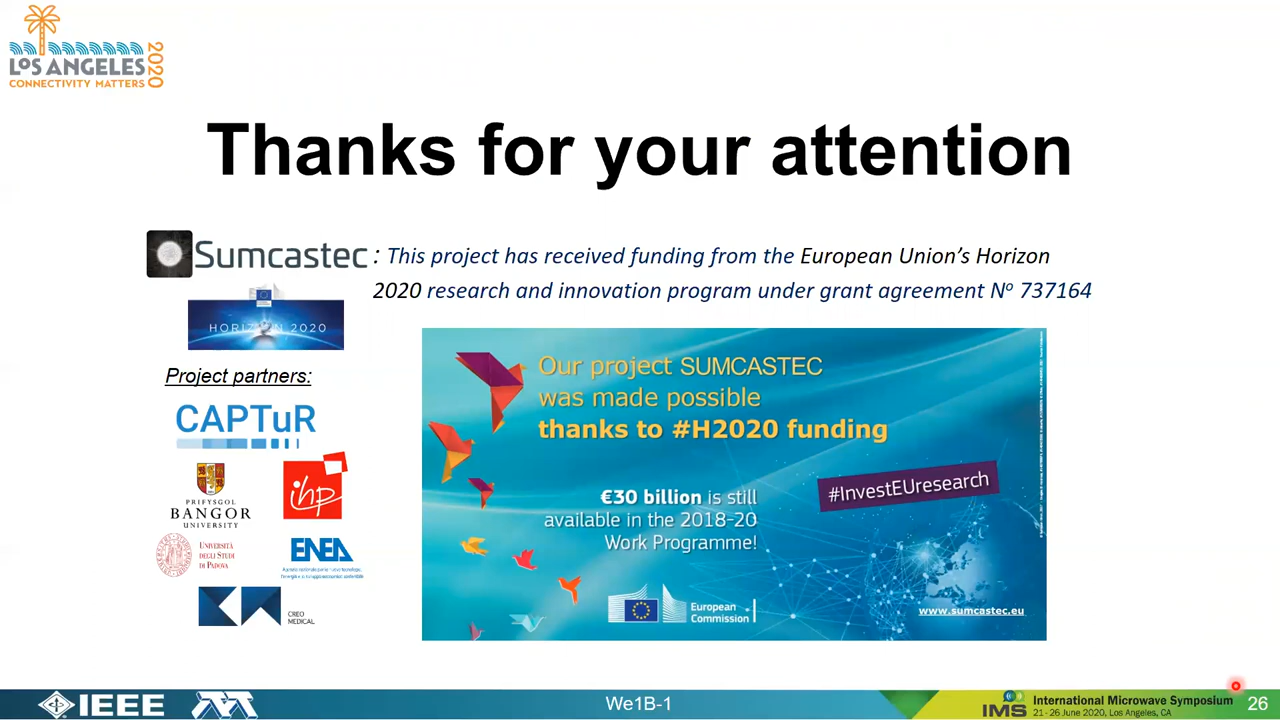 LOS ANGELES
2020
CONNECTIVITY MATTERS
Thanks for your attention
Sumcastec : This project has received funding from the European Union’s Horizon
2020 research and innovation program under grant agreement Nº 737164
HORIZON 2020
Project partners:
CAPTuR
PRIFYSGOL
BANGOR
UNIVERSITY
ihp
UNIVERSITÀ
DEGLI STUDI
DI PADOVA
ENEA
CREO
MEDICAL
Our project SUMCASTEC
was made possible
thanks to #H2020 funding
€30 billion is still
available in the 2018-20
Work Programme!
#InvestEUresearch
European
Commission
www.sumcastec.eu
IEEE
We1B-1
IMS
International Microwave Symposium
21 - 26 June 2020, Los Angeles, CA
26